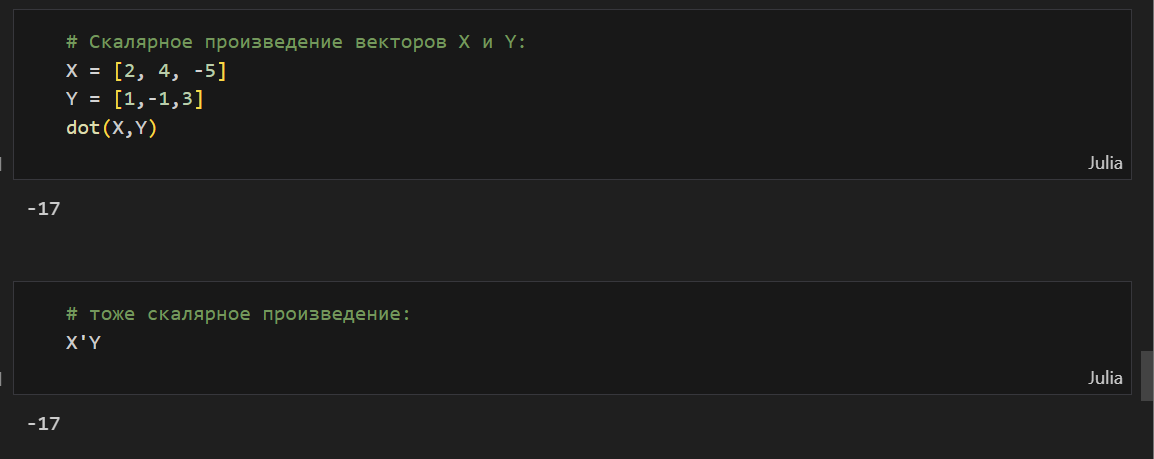 # Скалярное произведение векторов X и Y:
X = [2, 4, -5]
Y = [1,-1,3]
dot(X,Y)
Julia
-17
# тоже скалярное произведение:
X'Y
Julia
-17